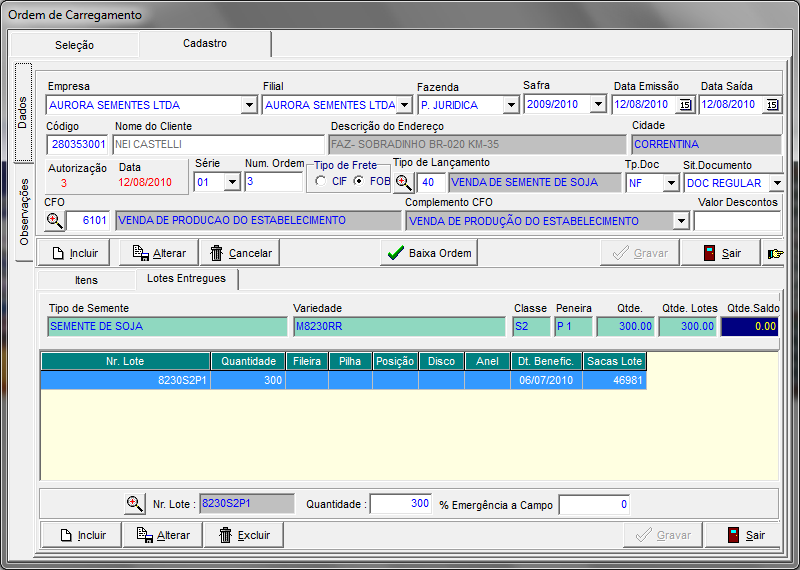 Ordem de Carregamento
Seleção Cadastro
Dados
Observações
Empresa Filial Fazenda Safra Data Emissão Data Saída
AURORA SEMENTES LTDA AURORA SEMENTES LTDA P. JURIDICA 2009/2010 12/08/2010 15 12/08/2010 15
Código Nome do Cliente Descrição do Endereço Cidade
280353001 NEI CASTELLI FAZ- SOBRADINHO BR-020 KM-35 CORRENTINA
Autorização Data Série Num. Ordem Tipo de Frete Tipo de Lançamento Tp.Doc Sit.Documento
3 12/08/2010 01 3 CIF FOB 40 VENDA DE SEMENTE DE SOJA NF DOC REGULAR
CFO Complemento CFO Valor Descontos
6101 VENDA DE PRODUCAO DO ESTABELECIMENTO VENDA DE PRODUÇÃO DO ESTABELECIMENTO
Incluir Alterar Cancelar Baixa Ordem Gravar Sair
Itens Lotes Entregues
Tipo de Semente Variedade Classe Peneira Qtde. Qtde. Lotes Qtde.Saldo
SEMENTE DE SOJA M8230RR S2 P 1 300.00 300.00 0.00
Nr. Lote Quantidade Fileira Pilha Posição Disco Anel Dt. Benefic. Sacas Lote
8230S2P1 300 06/07/2010 46981
Nr. Lote : 8230S2P1 Quantidade : 300 % Emergência a Campo 0
Incluir Alterar Excluir Gravar Sair